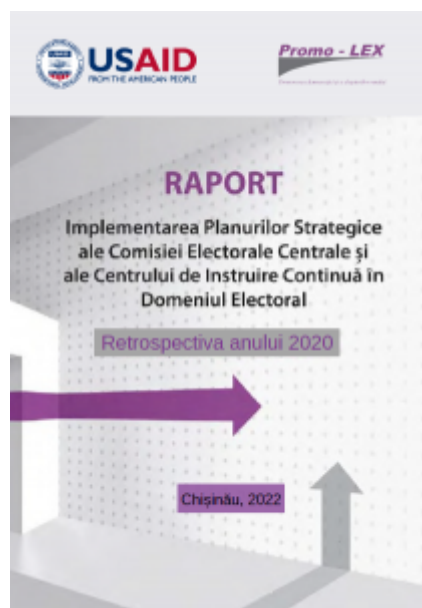 USAID
FROM THE AMERICAN PEOPLE
Promo - LEX
RAPORT
Implementarea Planurilor Strategice
ale Comisiei Electorale Centrale și
ale Centrului de Instruire Continuă în
Domeniul Electoral
Retrospectiva anului 2020
Chișinău, 2022